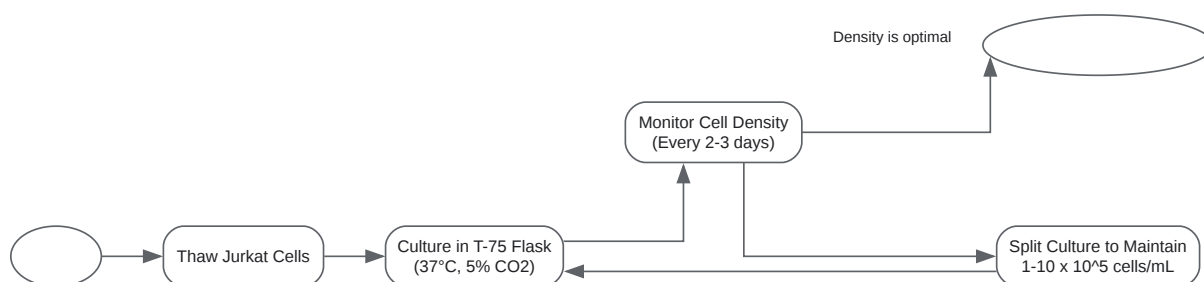 Density is optimal
Monitor Cell Density
(Every 2-3 days)
Thaw Jurkat Cells
Culture in T-75 Flask
(37°C, 5% CO2)
Split Culture to Maintain
1-10 x 10^5 cells/mL